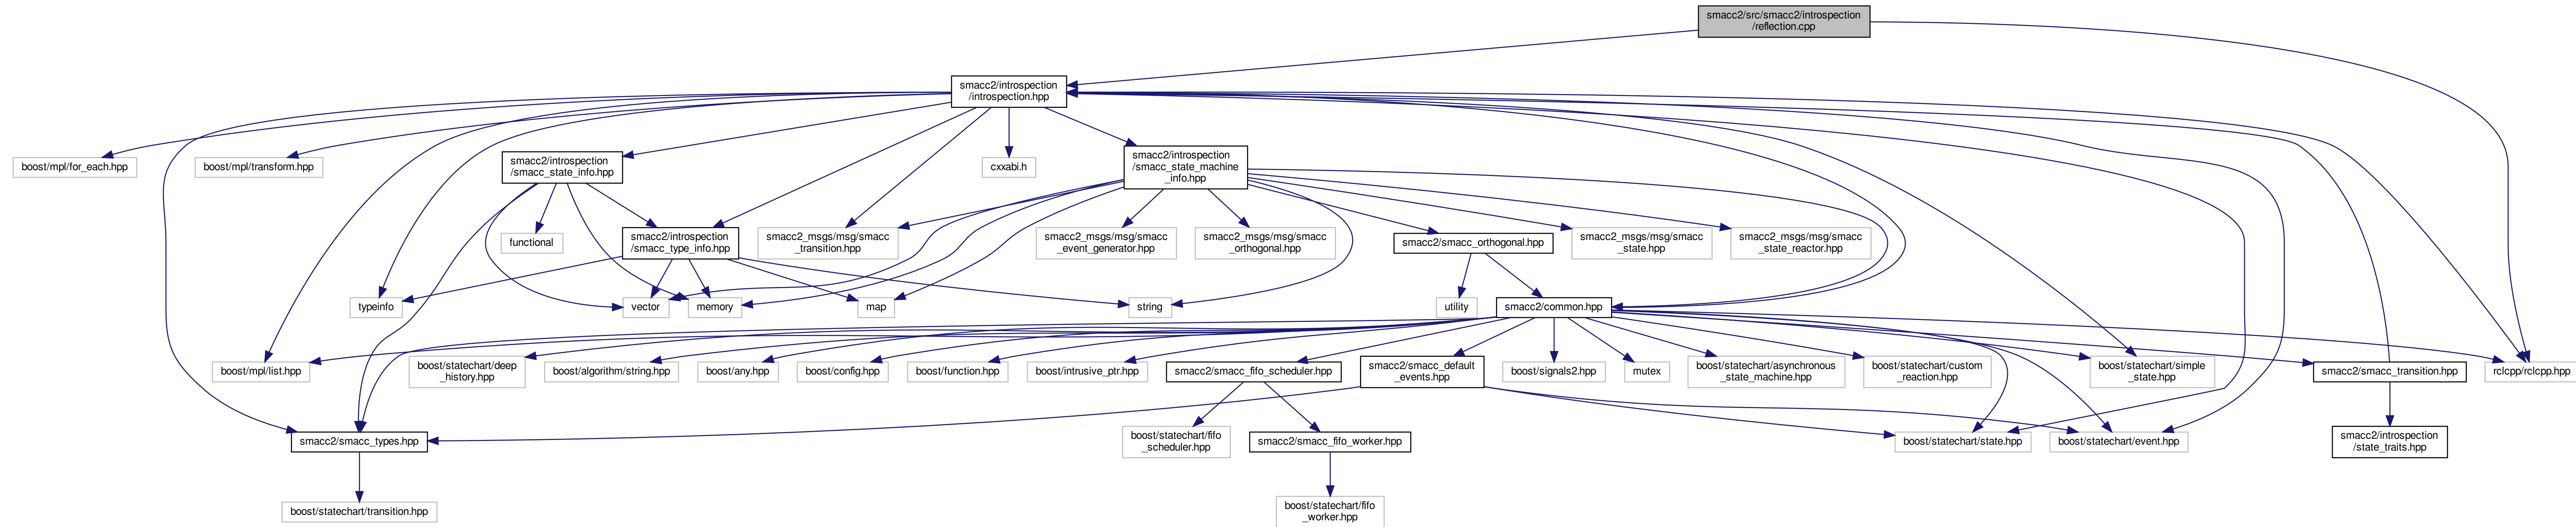 smacc2/src/smacc2/introspection
/reflection.cpp
smacc2/introspection
/introspection.hpp
boost/mpl/for_each.hpp
boost/mpl/transform.hpp
smacc2/introspection
/smacc_state_info.hpp
cxxabi.h
smacc2/introspection
/smacc_state_machine
_info.hpp
functional
smacc2/introspection
/smacc_type_info.hpp
smacc2_msgs/msg/smacc
_transition.hpp
smacc2_msgs/msg/smacc
_event_generator.hpp
smacc2_msgs/msg/smacc
_orthogonal.hpp
smacc2/smacc_orthogonal.hpp
smacc2_msgs/msg/smacc
_state.hpp
smacc2_msgs/msg/smacc
_state_reactor.hpp
typeinfo
vector
memory
map
string
utility
smacc2/common.hpp
boost/mpl/list.hpp
boost/statechart/deep
_history.hpp
boost/algorithm/string.hpp
boost/any.hpp
boost/config.hpp
boost/function.hpp
boost/intrusive_ptr.hpp
smacc2/smacc_fifo_scheduler.hpp
smacc2/smacc_default
_events.hpp
boost/signals2.hpp
mutex
boost/statechart/asynchronous
_state_machine.hpp
boost/statechart/custom
_reaction.hpp
boost/statechart/simple
_state.hpp
smacc2/smacc_transition.hpp
rclcpp/rclcpp.hpp
smacc2/smacc_types.hpp
boost/statechart/fifo
_scheduler.hpp
smacc2/smacc_fifo_worker.hpp
boost/statechart/state.hpp
boost/statechart/event.hpp
smacc2/introspection
/state_traits.hpp
boost/statechart/transition.hpp
boost/statechart/fifo
_worker.hpp